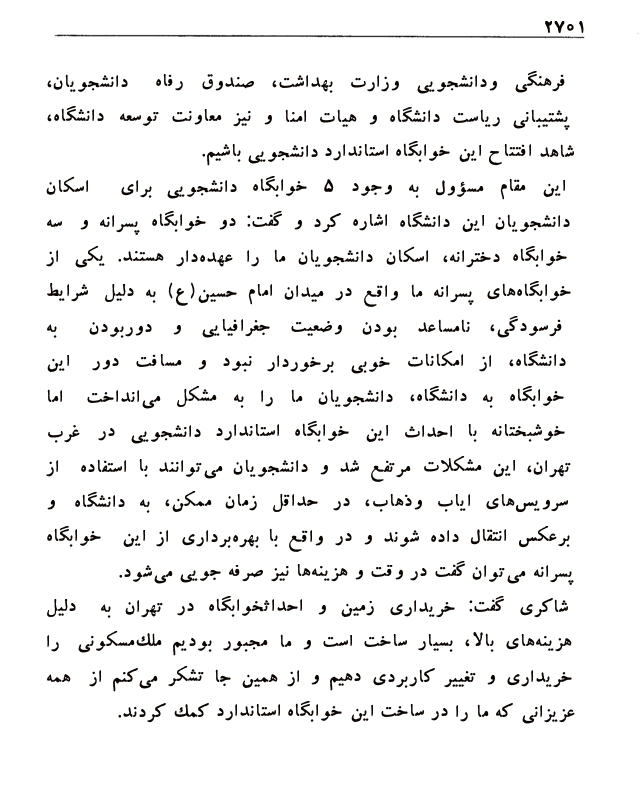 ۲۷۰۱
فرهنگی ودانشجویی وزارت بهداشت، صندوق رفاه دانشجویان،
پشتیبانی ریاست دانشگاه و هیات امنا و نیز معاونت توسعه دانشگاه،
شاهد افتتاح این خوابگاه استاندارد دانشجویی باشیم.
این مقام مسؤول به وجود ۵ خوابگاه دانشجویی برای اسکان
دانشجویان این دانشگاه اشاره کرد و گفت: دو خوابگاه پسرانه و سه
خوابگاه دخترانه، اسکان دانشجویان ما را عهده‌دار هستند. یکی از
خوابگاه‌های پسرانه ما واقع در میدان امام حسین(ع) به دلیل شرایط
فرسودگی، نامساعد بودن وضعیت جغرافیایی و دوربودن به
دانشگاه، از امکانات خوبی برخوردار نبود و مسافت دور این
خوابگاه به دانشگاه، دانشجویان ما را به مشکل می‌انداخت اما
خوشبختانه با احداث این خوابگاه استاندارد دانشجویی در غرب
تهران، این مشکلات مرتفع شد و دانشجویان می‌توانند با استفاده از
سرویس‌های ایاب وذهاب، در حداقل زمان ممکن، به دانشگاه و
برعکس انتقال داده شوند و در واقع با بهره‌برداری از این خوابگاه
پسرانه می‌توان گفت در وقت و هزینه‌ها نیز صرفه جویی می‌شود.
شاکری گفت: خریداری زمین و احداثخوابگاه در تهران به دلیل
هزینه‌های بالا، بسیار ساخت است و ما مجبور بودیم ملك‌مسکونی را
خریداری و تغییر کاربردی دهیم و از همین جا تشکر می‌کنم از همه
عزیزانی که ما را در ساخت این خوابگاه استاندارد کمك کردند.